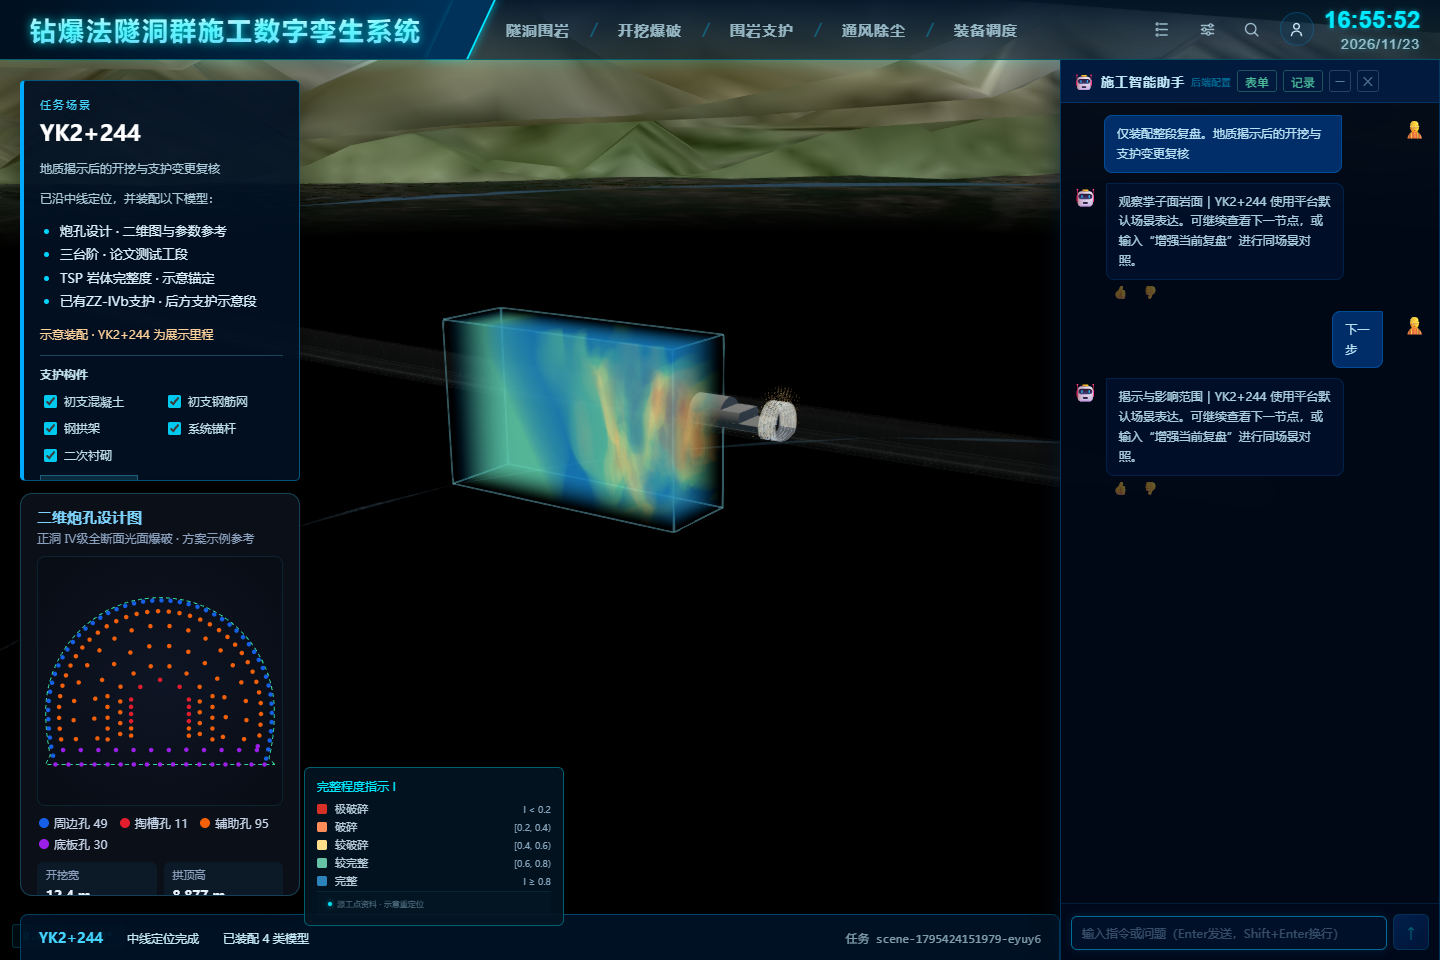 钻爆法隧洞群施工数字孪生系统
隧洞围岩 / 开挖爆破 / 围岩支护 / 通风除尘 / 装备调度
16:55:52
2026/11/23
任务场景
YK2+244
地质揭示后的开挖与支护变更复核
已沿中线定位，并装配以下模型：
炮孔设计 · 二维图与参数参考
三台阶 · 论文测试工段
TSP 岩体完整度 · 示意锚定
已有ZZ-IVb支护 · 后方支护示意段
示意装配 · YK2+244 为展示里程
支护构件
初支混凝土 初支钢筋网
钢拱架 系统锚杆
二次衬砌
二维炮孔设计图
正洞 IV级全断面光面爆破 · 方案示例参考
周边孔 49 掏槽孔 11 辅助孔 95
底板孔 30
开挖宽 拱顶高
12.4 m 8.877 m
完整程度指示 I
极破碎 I < 0.2
破碎 [0.2, 0.4)
较破碎 [0.4, 0.6)
较完整 [0.6, 0.8)
完整 I ≥ 0.8
源工点资料 · 示意重定位
YK2+244 中线定位完成 已装配 4 类模型 任务 scene-1795424151979-eyuy6
施工智能助手 后端配置 表单 记录
仅装配整段复盘。地质揭示后的开挖与
支护变更复核
观察掌子面岩面 | YK2+244 使用平台默
认场景表达。可继续查看下一节点，或
输入“增强当前复盘”进行同场景对
照。
下一
步
揭示与影响范围 | YK2+244 使用平台默
认场景表达。可继续查看下一节点，或
输入“增强当前复盘”进行同场景对
照。
输入指令或问题（Enter发送，Shift+Enter换行）